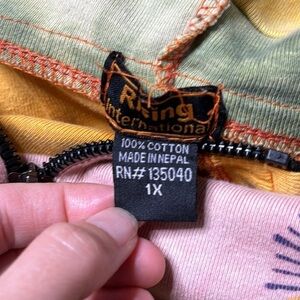 Rising
International
100% COTTON
MADE IN NEPAL
RN# 135040
1X